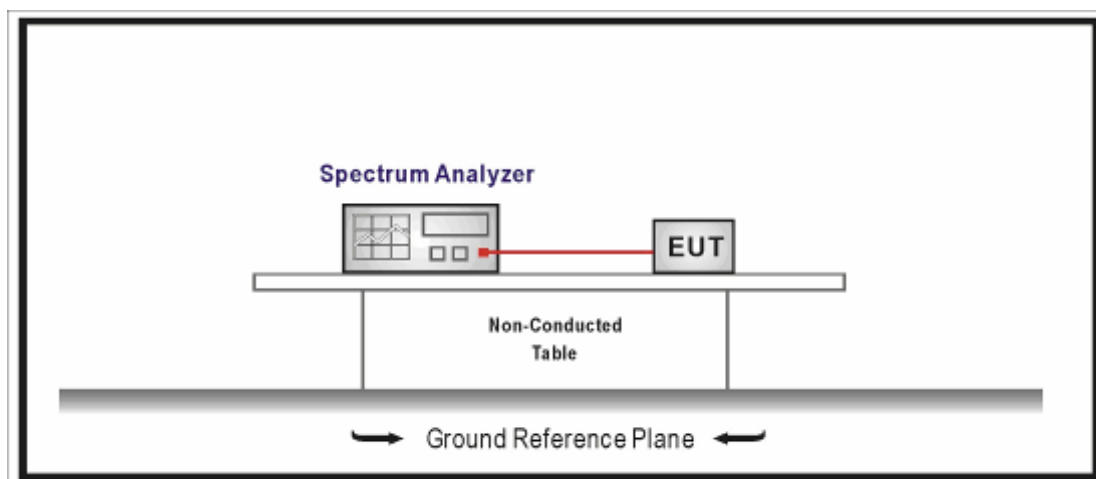 Spectrum Analyzer
EUT
Non-Conducted
Table
Ground Reference Plane